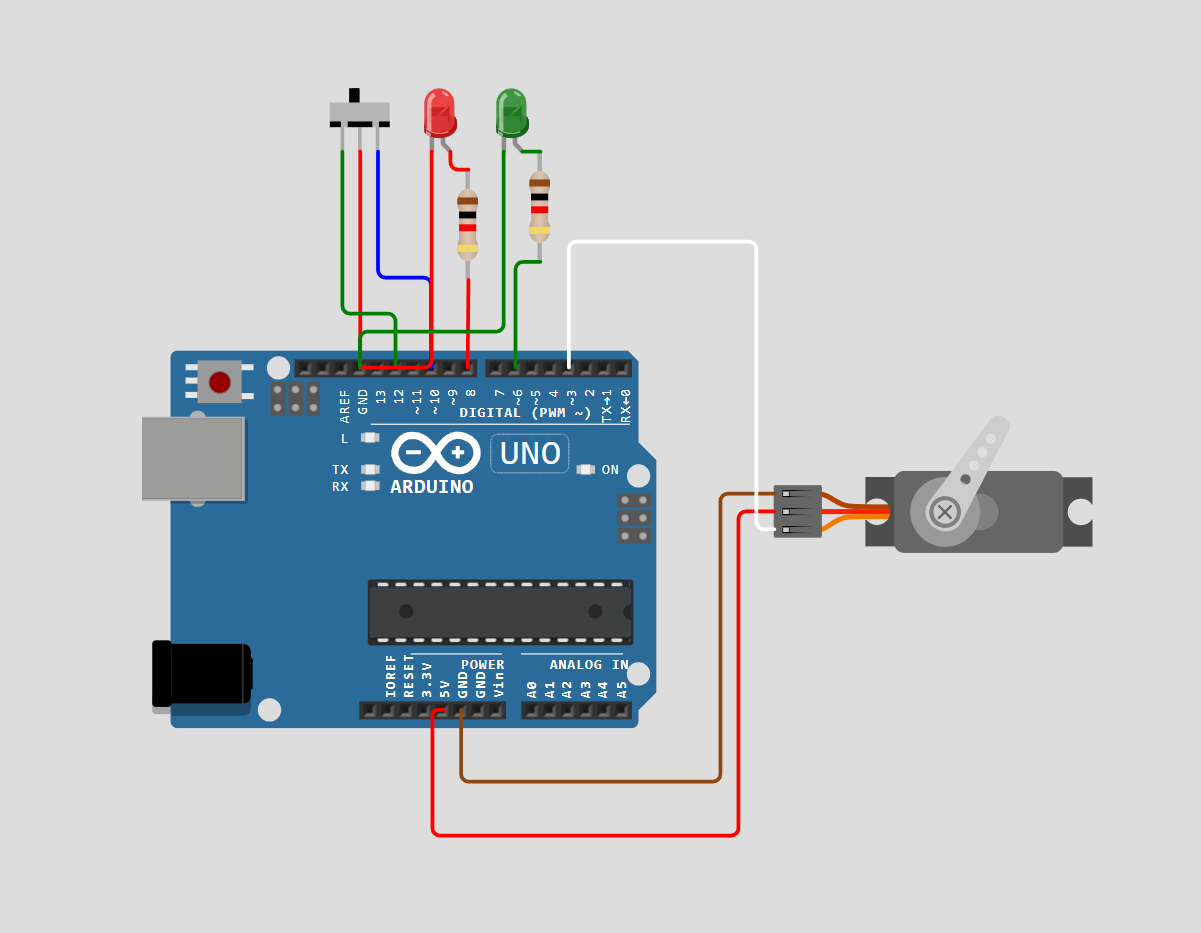 AREF
GND
13
12
~11
~10
~9
8
7
~6
~5
4
~3
2
TX→1
RX←0
DIGITAL (PWM ~)
L
TX
RX
UNO
ON
ARDUINO
IOREF
RESET
3.3V
5V
GND
GND
Vin
POWER
ANALOG IN
A0
A1
A2
A3
A4
A5